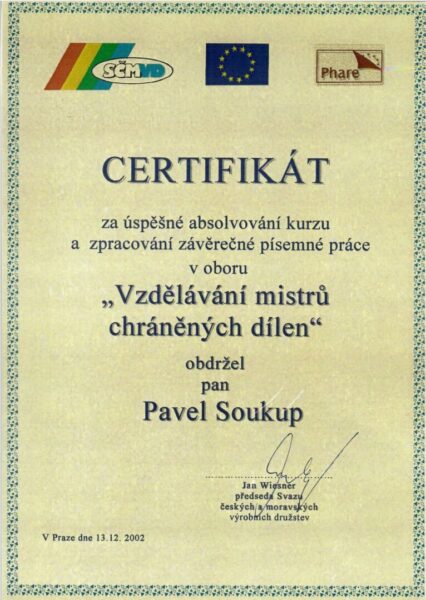 SČMVD
Phare
CERTIFIKÁT
za úspěšné absolvování kurzu
a zpracování závěrečné písemné práce
v oboru
„Vzdělávání mistrů
chráněných dílen“
obdržel
pan
Pavel Soukup
Jan Wiesner
předseda Svazu
českých a moravských
výrobních družstev
V Praze dne 13.12. 2002